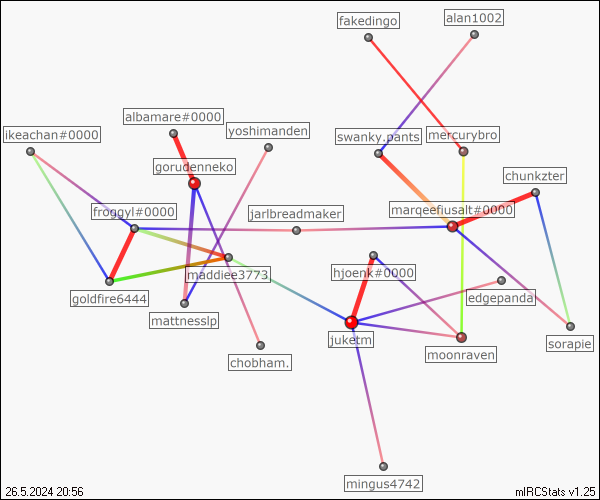 fakedingo
alan1002
albamare#0000
ikeachan#0000
yoshimanden
swanky.pants
mercurybro
gorudenneko
chunkzter
froggyl#0000
jarlbreadmaker
marqeefiusalt#0000
maddiee3773
hjoenk#0000
goldfire6444
edgepanda
mattnesslp
juketm
chobham.
moonraven
sorapie
mingus4742
26.5.2024 20:56
mIRCStats v1.25